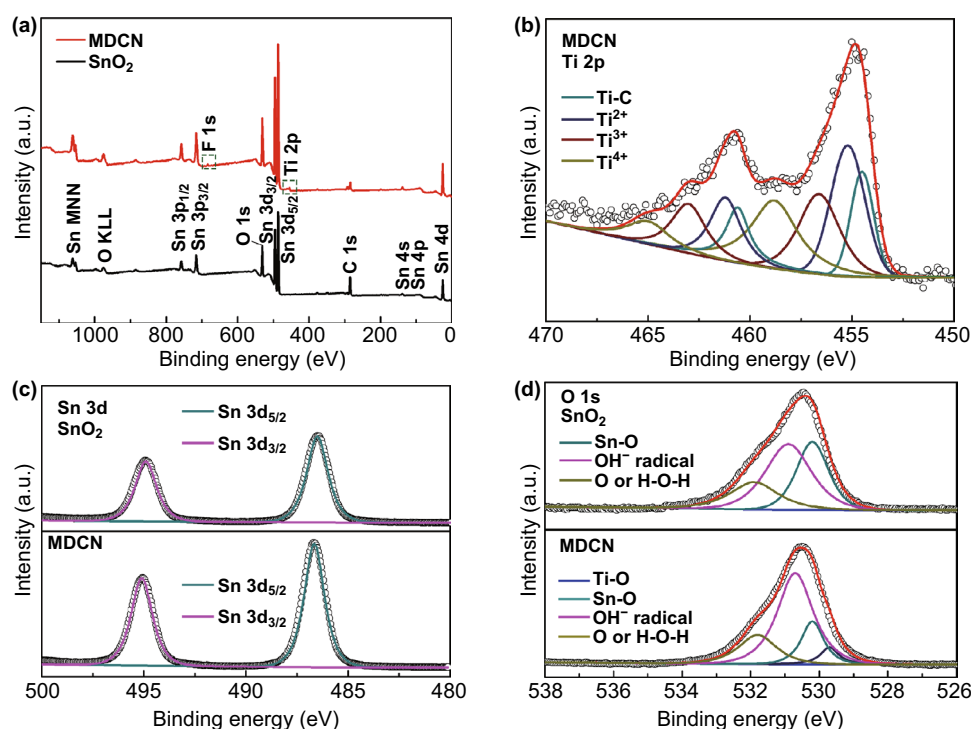 (a)
MDCN
SnO₂
Intensity (a.u.)
Sn MNN
O KLL
Sn 3p₁/₂
Sn 3p₃/₂
F 1s
O 1s
Sn 3d₃/₂
Sn 3d₅/₂
Ti 2p
C 1s
Sn 4s
Sn 4p
Sn 4d
1000 800 600 400 200 0
Binding energy (eV)
(b)
MDCN
Ti 2p
Ti-C
Ti²⁺
Ti³⁺
Ti⁴⁺
Intensity (a.u.)
470 465 460 455 450
Binding energy (eV)
(c)
Sn 3d
SnO₂
Sn 3d₅/₂
Sn 3d₃/₂
MDCN
Sn 3d₅/₂
Sn 3d₃/₂
Intensity (a.u.)
500 495 490 485 480
Binding energy (eV)
(d)
O 1s
SnO₂
Sn-O
OH⁻ radical
O or H-O-H
MDCN
Ti-O
Sn-O
OH⁻ radical
O or H-O-H
Intensity (a.u.)
538 536 534 532 530 528 526
Binding energy (eV)